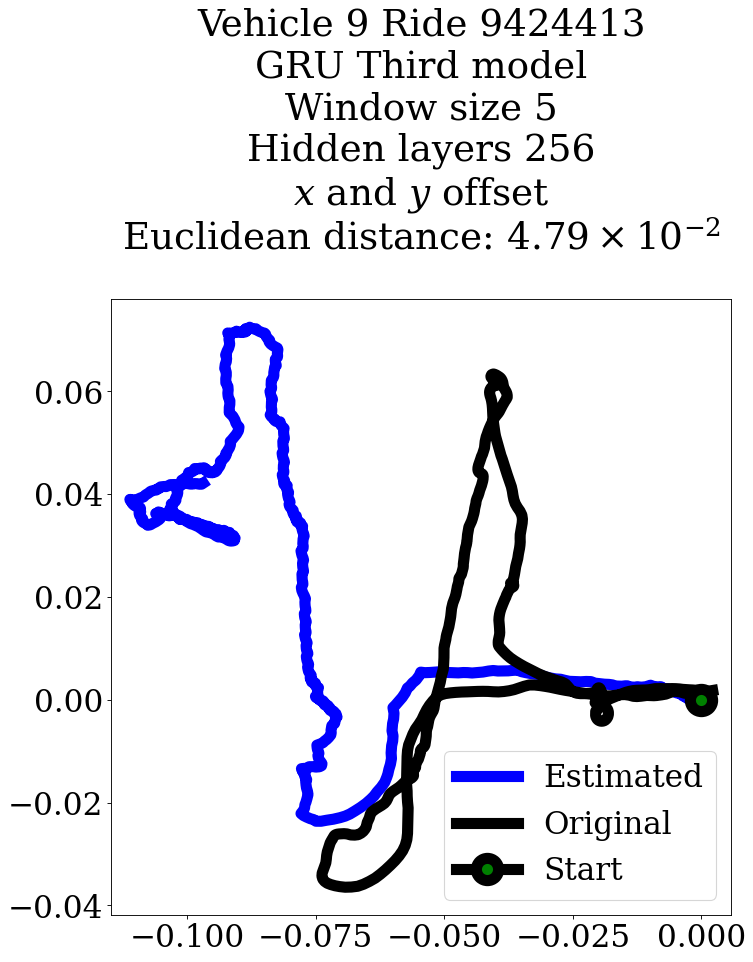 Vehicle 9 Ride 9424413
GRU Third model
Window size 5
Hidden layers 256
x and y offset
Euclidean distance: 4.79 × 10⁻²
0.06
0.04
0.02
0.00
−0.02
−0.04
Estimated
Original
Start
−0.100 −0.075 −0.050 −0.025 0.000